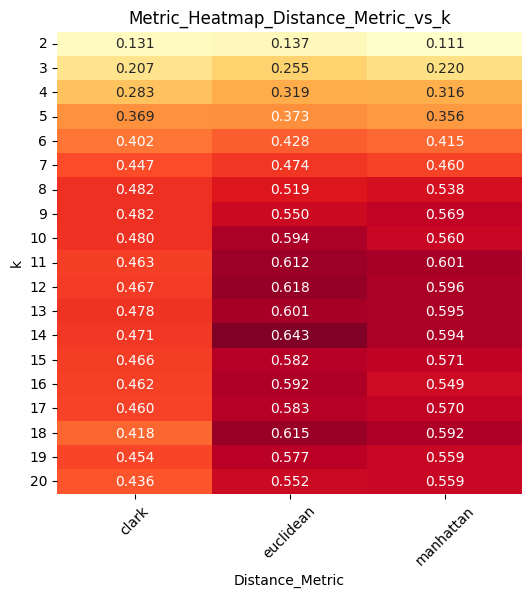 Metric_Heatmap_Distance_Metric_vs_k
2 0.131 0.137 0.111
3 0.207 0.255 0.220
4 0.283 0.319 0.316
5 0.369 0.373 0.356
6 0.402 0.428 0.415
7 0.447 0.474 0.460
8 0.482 0.519 0.538
9 0.482 0.550 0.569
10 0.480 0.594 0.560
k
11 0.463 0.612 0.601
12 0.467 0.618 0.596
13 0.478 0.601 0.595
14 0.471 0.643 0.594
15 0.466 0.582 0.571
16 0.462 0.592 0.549
17 0.460 0.583 0.570
18 0.418 0.615 0.592
19 0.454 0.577 0.559
20 0.436 0.552 0.559
clark euclidean manhattan
Distance_Metric